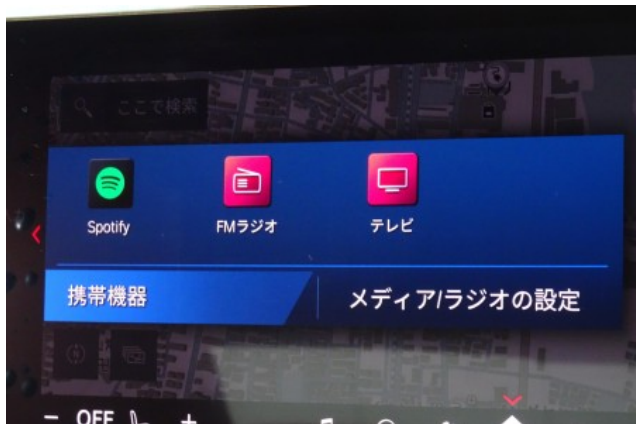 ここで検索
Spotify
FMラジオ
テレビ
携帯機器
メディア/ラジオの設定
− OFF +